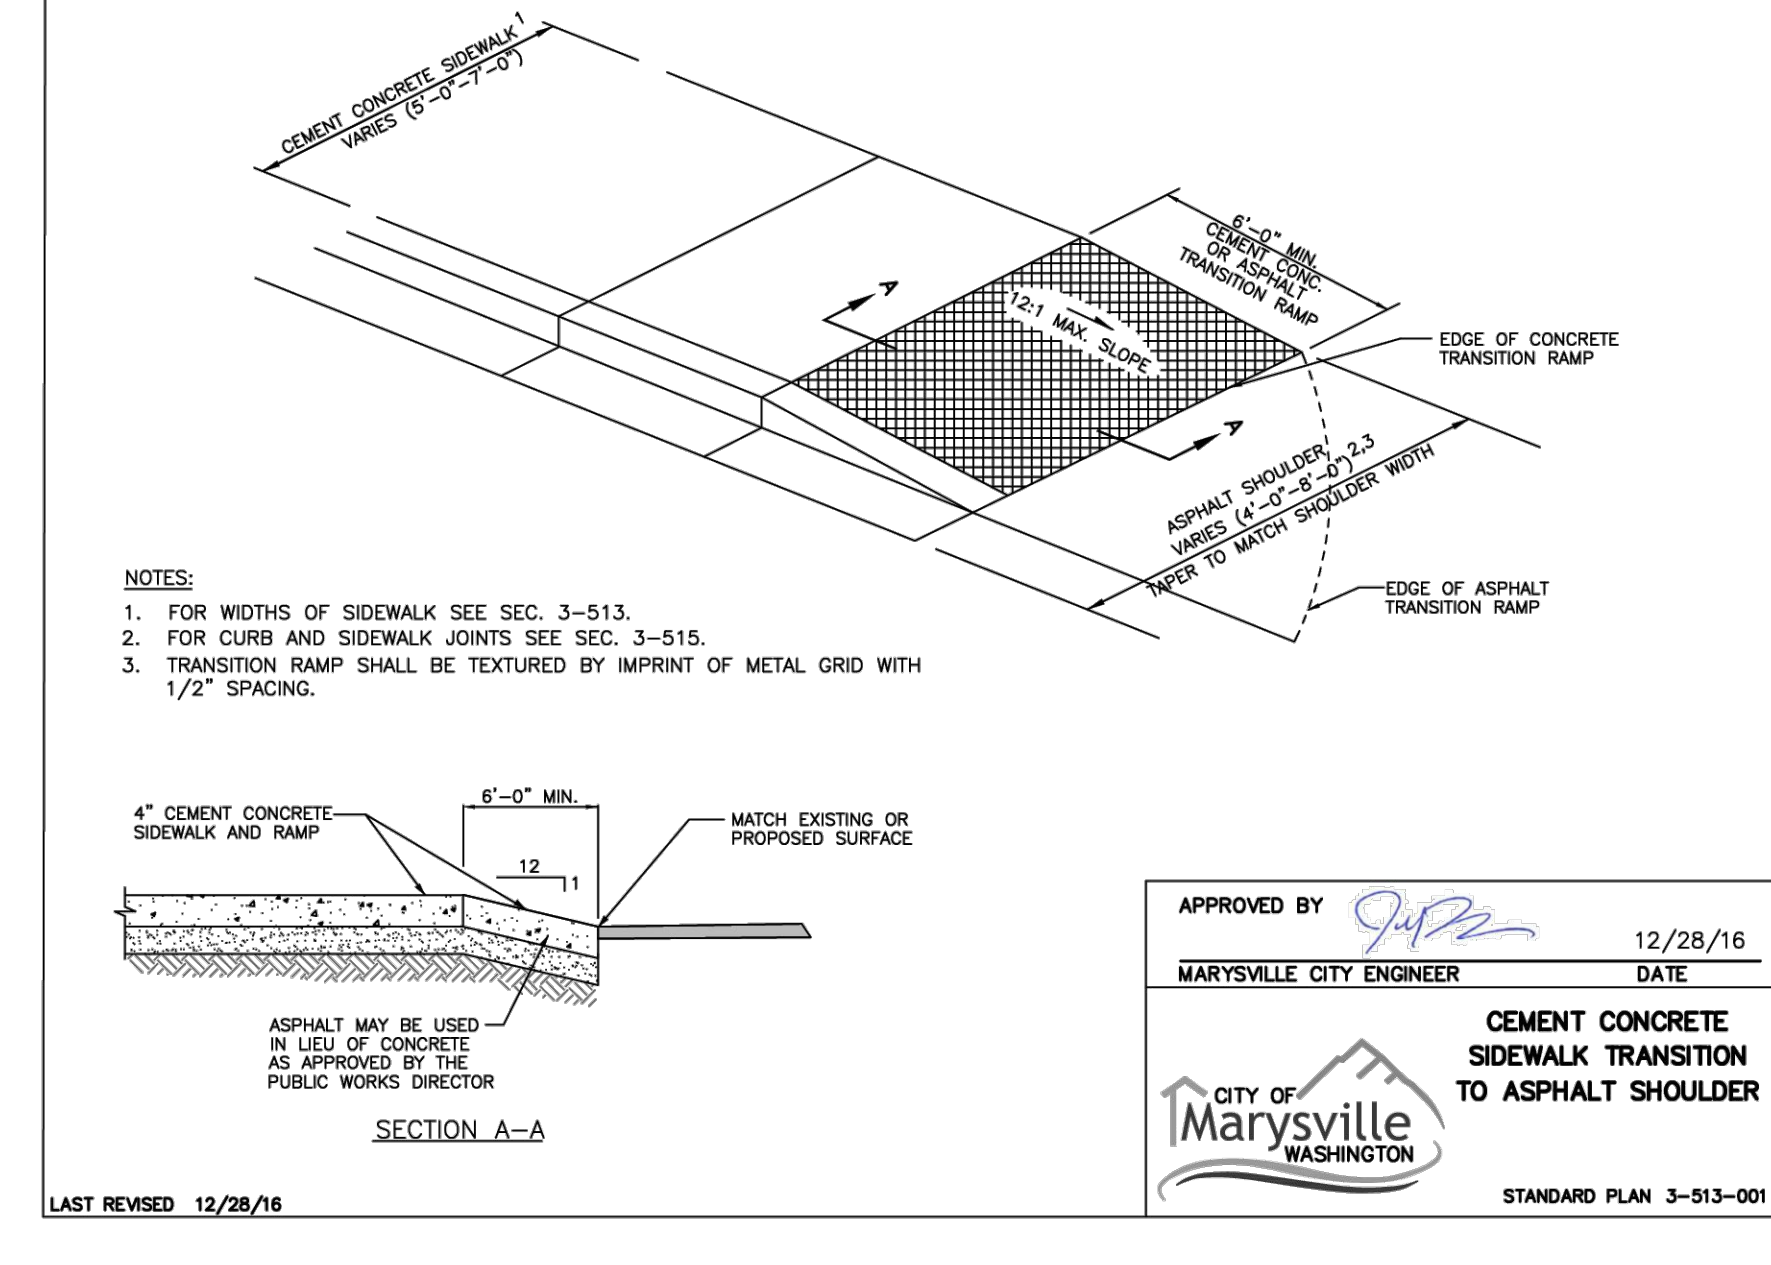 CEMENT CONCRETE SIDEWALK 1
VARIES (5'-0"-7'-0")
6'-0" MIN.
CEMENT CONC.
OR ASPHALT
TRANSITION RAMP
A
12:1 MAX. SLOPE
EDGE OF CONCRETE
TRANSITION RAMP
A
ASPHALT SHOULDER
VARIES (4'-0"-8'-0") 2,3
TAPER TO MATCH SHOULDER WIDTH
EDGE OF ASPHALT
TRANSITION RAMP
NOTES:
1. FOR WIDTHS OF SIDEWALK SEE SEC. 3-513.
2. FOR CURB AND SIDEWALK JOINTS SEE SEC. 3-515.
3. TRANSITION RAMP SHALL BE TEXTURED BY IMPRINT OF METAL GRID WITH
1/2" SPACING.
6'-0" MIN.
4" CEMENT CONCRETE
SIDEWALK AND RAMP
MATCH EXISTING OR
PROPOSED SURFACE
12
1
ASPHALT MAY BE USED
IN LIEU OF CONCRETE
AS APPROVED BY THE
PUBLIC WORKS DIRECTOR
SECTION A-A
LAST REVISED 12/28/16
APPROVED BY
12/28/16
MARYSVILLE CITY ENGINEER DATE
CEMENT CONCRETE
SIDEWALK TRANSITION
TO ASPHALT SHOULDER
CITY OF
Marysville
WASHINGTON
STANDARD PLAN 3-513-001